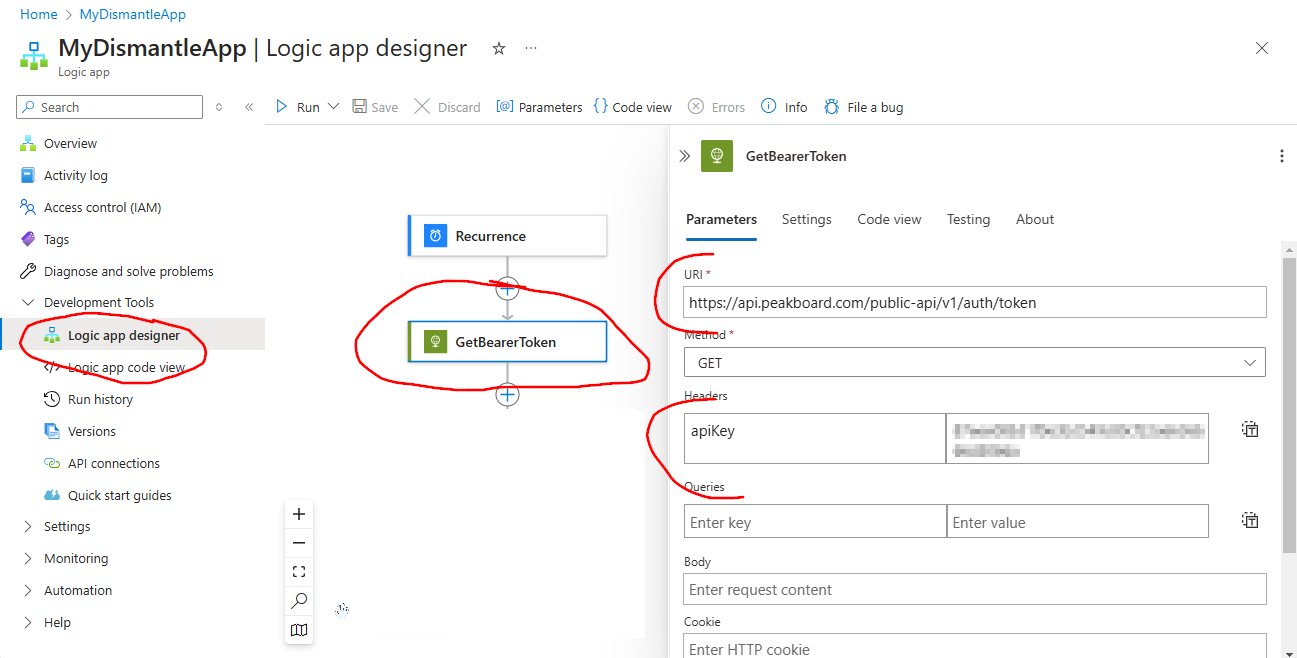 Home > MyDismantleApp
MyDismantleApp | Logic app designer
Logic app
Search
Run
Save
Discard
Parameters
Code view
Errors
Info
File a bug
Overview
Activity log
Access control (IAM)
Tags
Diagnose and solve problems
Development Tools
Logic app designer
Logic app code view
Run history
Versions
API connections
Quick start guides
Settings
Monitoring
Automation
Help
Recurrence
GetBearerToken
GetBearerToken
Parameters
Settings
Code view
Testing
About
URI *
https://api.peakboard.com/public-api/v1/auth/token
Method *
GET
Headers
apiKey
Queries
Enter key
Enter value
Body
Enter request content
Cookie
Enter HTTP cookie